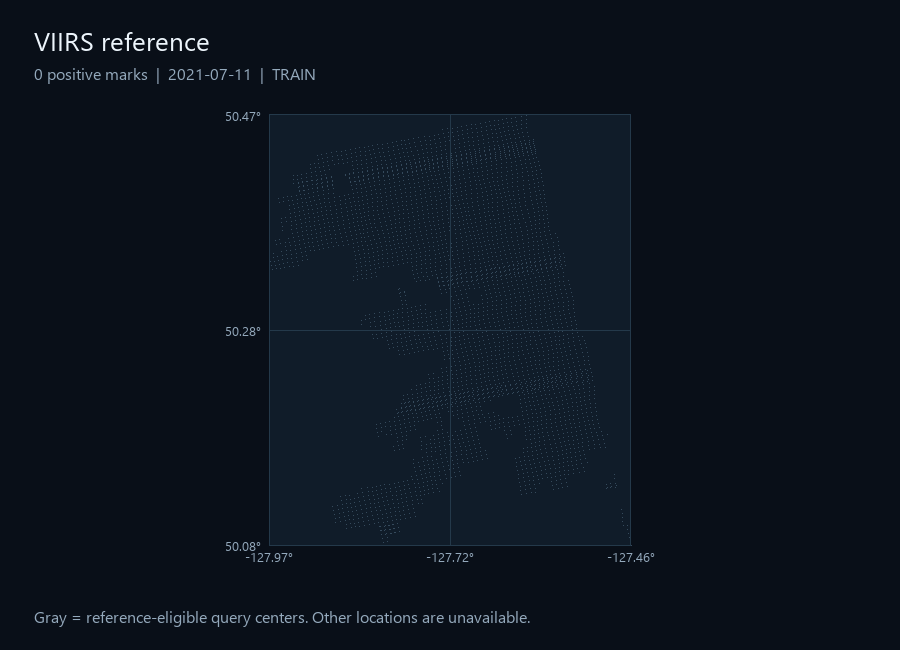 VIIRS reference
0 positive marks | 2021-07-11 | TRAIN
50.47°
50.28°
50.08°
-127.97°
-127.72°
-127.46°
Gray = reference-eligible query centers. Other locations are unavailable.